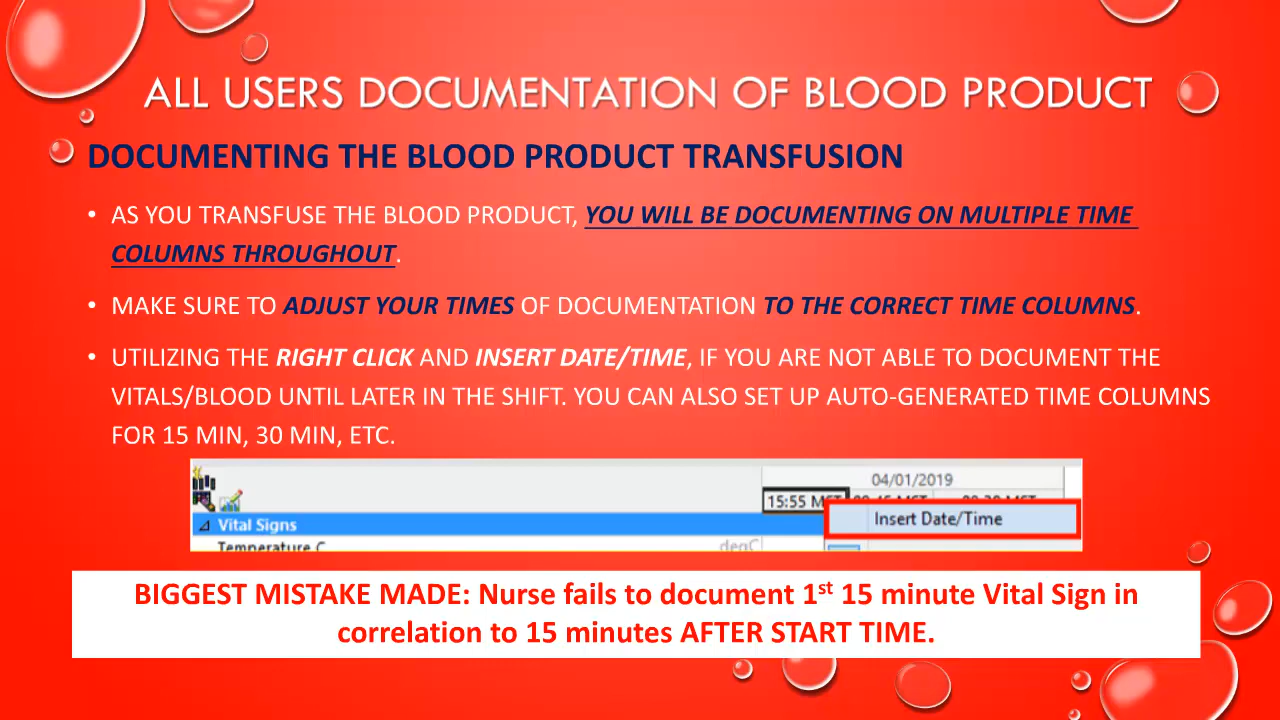 ALL USERS DOCUMENTATION OF BLOOD PRODUCT
DOCUMENTING THE BLOOD PRODUCT TRANSFUSION
• AS YOU TRANSFUSE THE BLOOD PRODUCT, YOU WILL BE DOCUMENTING ON MULTIPLE TIME
COLUMNS THROUGHOUT.
• MAKE SURE TO ADJUST YOUR TIMES OF DOCUMENTATION TO THE CORRECT TIME COLUMNS.
• UTILIZING THE RIGHT CLICK AND INSERT DATE/TIME, IF YOU ARE NOT ABLE TO DOCUMENT THE
VITALS/BLOOD UNTIL LATER IN THE SHIFT. YOU CAN ALSO SET UP AUTO-GENERATED TIME COLUMNS
FOR 15 MIN, 30 MIN, ETC.
04/01/2019
15:55
Insert Date/Time
Vital Signs
Temperature C degC
BIGGEST MISTAKE MADE: Nurse fails to document 1st 15 minute Vital Sign in
correlation to 15 minutes AFTER START TIME.